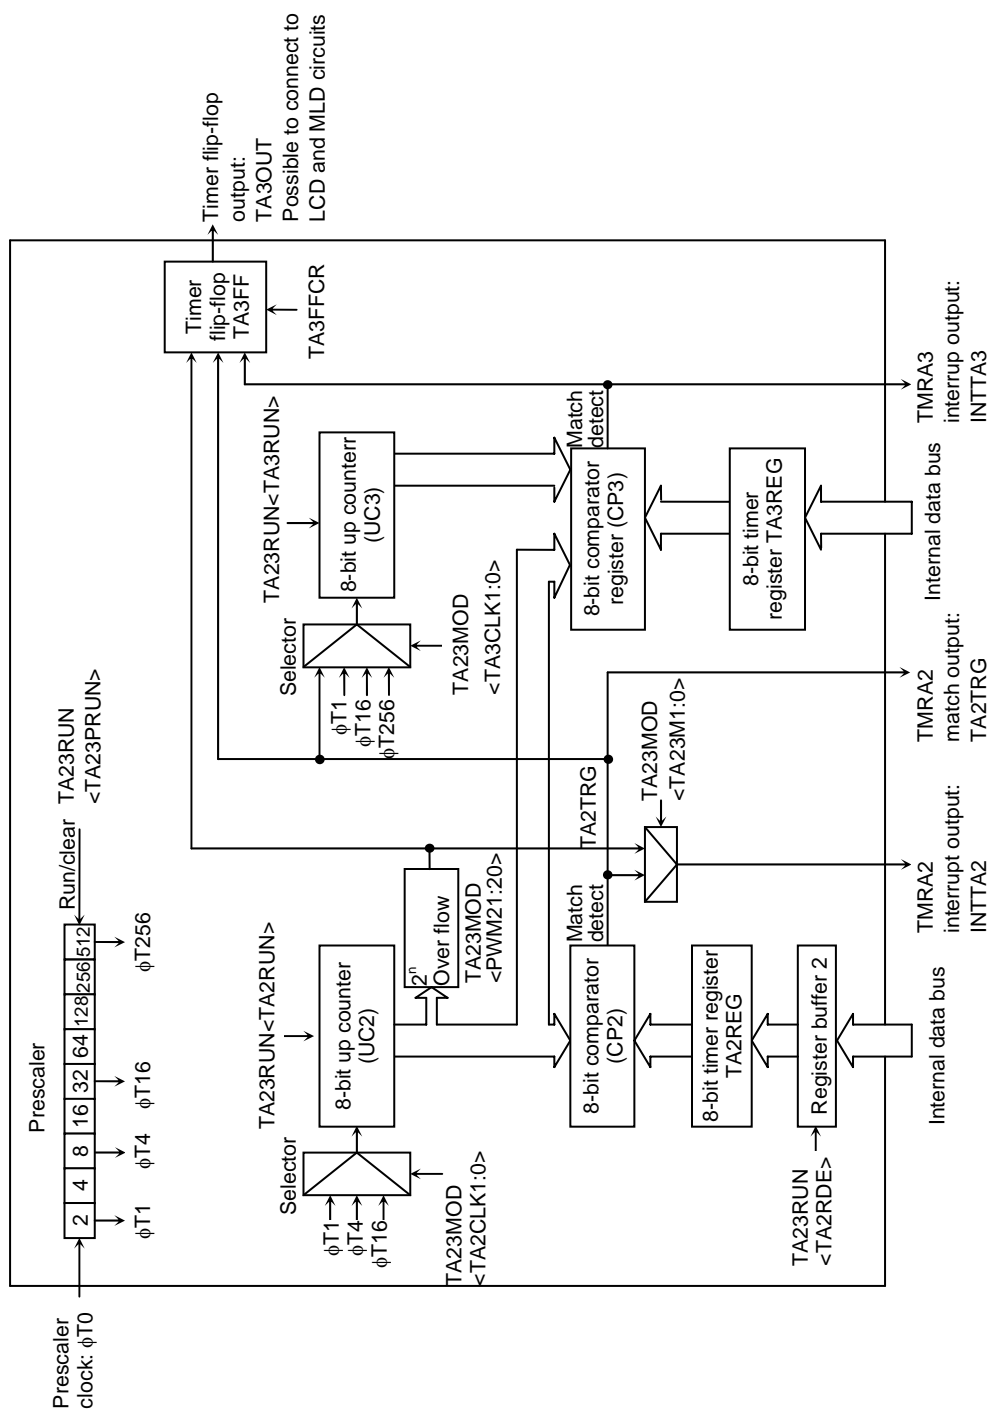 Prescaler
clock: ϕT0
Prescaler
2 4 8 16 32 64 128 256 512
Run/clear
TA23RUN
<TA23PRUN>
ϕT1
ϕT4
ϕT16
ϕT256
Selector
ϕT1
ϕT4
ϕT16
TA23MOD
<TA2CLK1:0>
TA23RUN<TA2RUN>
8-bit up counter
(UC2)
2ⁿ
Over flow
TA23MOD
<PWM21:20>
Selector
ϕT1
ϕT16
ϕT256
TA23MOD
<TA3CLK1:0>
TA23RUN<TA3RUN>
8-bit up counterr
(UC3)
Timer
flip-flop
TA3FF
TA3FFCR
Timer flip-flop
output:
TA3OUT
Possible to connect to
LCD and MLD circuits
8-bit comparator
(CP2)
Match
detect
TA2TRG
8-bit comparator
register (CP3)
Match
detect
8-bit timer register
TA2REG
TA23MOD
<TA23M1:0>
8-bit timer
register TA3REG
TA23RUN
<TA2RDE>
Register buffer 2
Internal data bus
TMRA2
interrupt output:
INTTA2
TMRA2
match output:
TA2TRG
Internal data bus
TMRA3
interrup output:
INTTA3